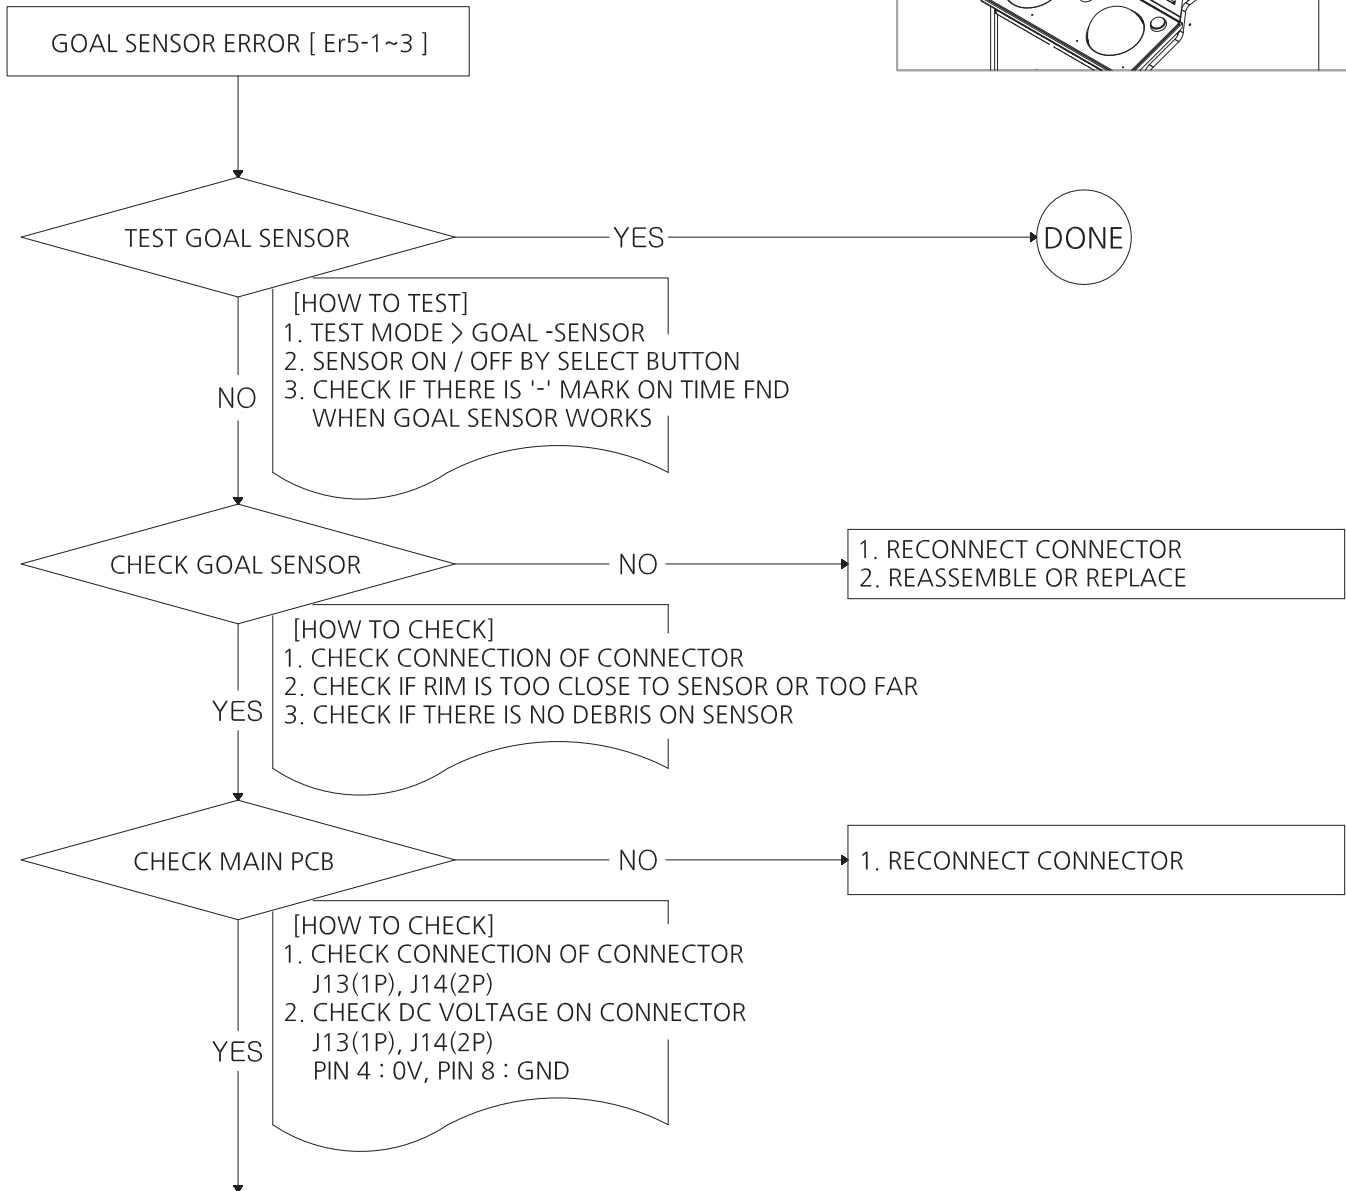 GOAL SENSOR ERROR [ Er5-1~3 ]
TEST GOAL SENSOR
YES
DONE
[HOW TO TEST]
1. TEST MODE > GOAL -SENSOR
2. SENSOR ON / OFF BY SELECT BUTTON
3. CHECK IF THERE IS '-' MARK ON TIME FND
WHEN GOAL SENSOR WORKS
NO
CHECK GOAL SENSOR
NO
1. RECONNECT CONNECTOR
2. REASSEMBLE OR REPLACE
[HOW TO CHECK]
1. CHECK CONNECTION OF CONNECTOR
2. CHECK IF RIM IS TOO CLOSE TO SENSOR OR TOO FAR
3. CHECK IF THERE IS NO DEBRIS ON SENSOR
YES
CHECK MAIN PCB
NO
1. RECONNECT CONNECTOR
[HOW TO CHECK]
1. CHECK CONNECTION OF CONNECTOR
J13(1P), J14(2P)
2. CHECK DC VOLTAGE ON CONNECTOR
J13(1P), J14(2P)
PIN 4 : 0V, PIN 8 : GND
YES